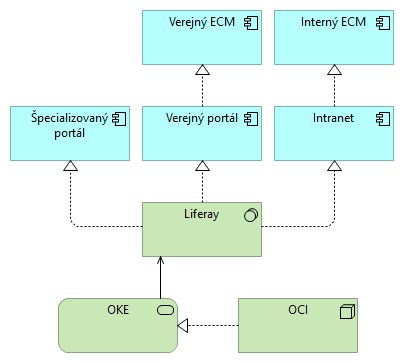 Verejný ECM
Interný ECM
Špecializovaný
portál
Verejný portál
Intranet
Liferay
OKE
OCI